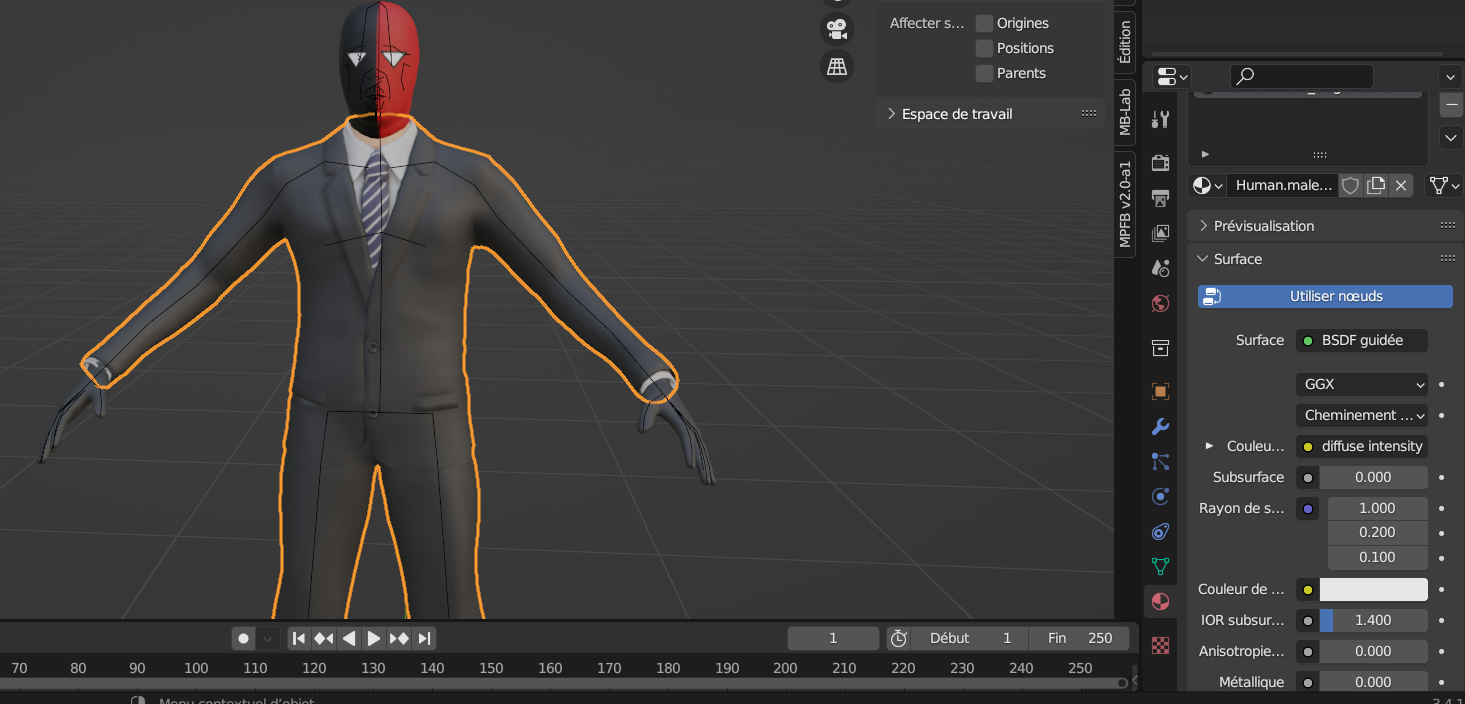 Affecter s... Origines
Positions
Parents
Espace de travail
Édition
MB-Lab
MPFB v2.0-a1
Human.male...
Prévisualisation
Surface
Utiliser nœuds
Surface BSDF guidée
GGX
Cheminement ...
Couleu... diffuse intensity
Subsurface 0.000
Rayon de s... 1.000
0.200
0.100
Couleur de ...
IOR subsur... 1.400
Anisotropie... 0.000
Métallique 0.000
1 Début 1 Fin 250
70 80 90 100 110 120 130 140 150 160 170 180 190 200 210 220 230 240 250
Menu contextuel d'objet
3.4.1